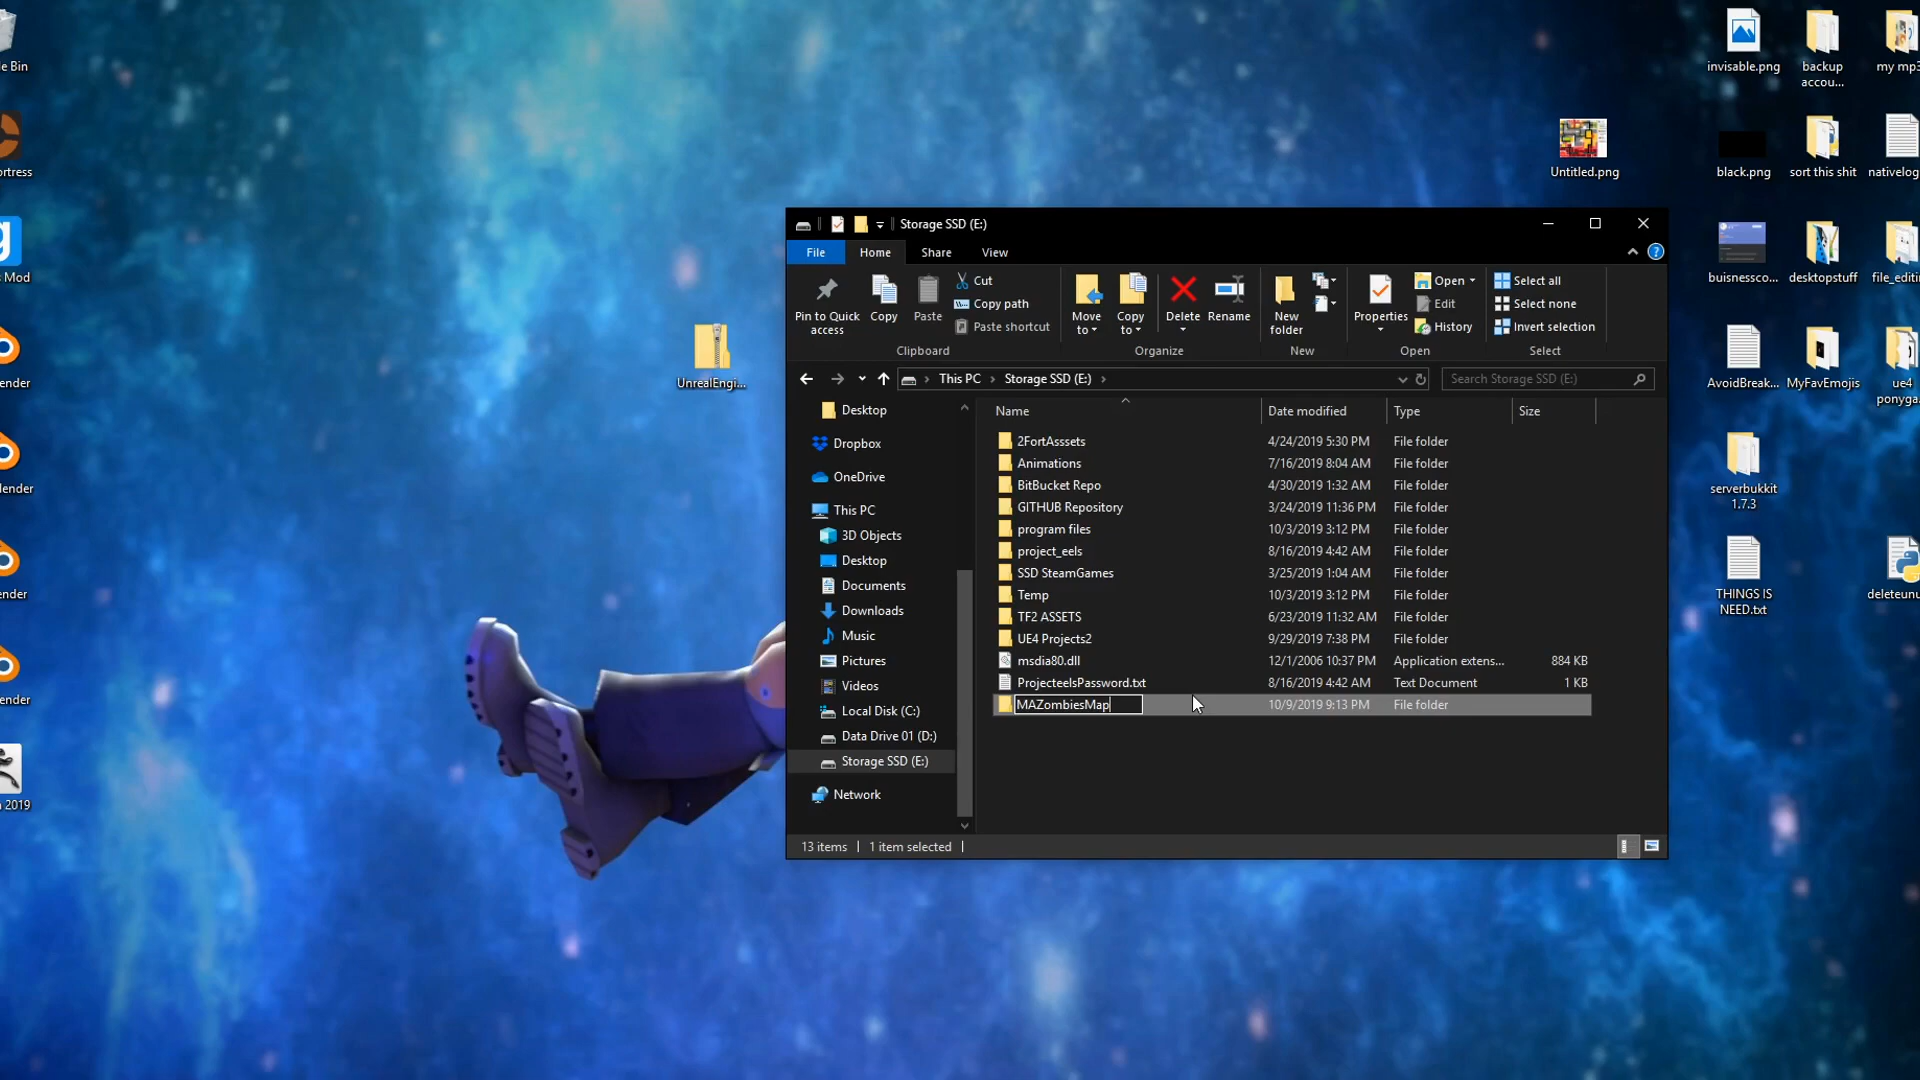 le Bin
ortress
g
s Mod
ender
lender
ender
ender
2019
UnrealEngi...
Untitled.png
invisable.png
backup
accou...
my mp3
black.png
sort this shit
nativelog
buisnessco...
desktopstuff
file_editin
AvoidBreak...
MyFavEmojis
ue4
ponyga.
serverbukkit
1.7.3
THINGS IS
NEED.txt
deleteunu
Storage SSD (E:)
File
Home
Share
View
Pin to Quick
access
Copy
Paste
Cut
Copy path
Paste shortcut
Clipboard
Move
to
Copy
to
Delete
Rename
Organize
New
folder
New
Properties
Open
Edit
History
Open
Select all
Select none
Invert selection
Select
This PC > Storage SSD (E:) >
Search Storage SSD (E:)
Desktop
Dropbox
OneDrive
This PC
3D Objects
Desktop
Documents
Downloads
Music
Pictures
Videos
Local Disk (C:)
Data Drive 01 (D:)
Storage SSD (E:)
Network
Name Date modified Type Size
2FortAsssets 4/24/2019 5:30 PM File folder
Animations 7/16/2019 8:04 AM File folder
BitBucket Repo 4/30/2019 1:32 AM File folder
GITHUB Repository 3/24/2019 11:36 PM File folder
program files 10/3/2019 3:12 PM File folder
project_eels 8/16/2019 4:42 AM File folder
SSD SteamGames 3/25/2019 1:04 AM File folder
Temp 10/3/2019 3:12 PM File folder
TF2 ASSETS 6/23/2019 11:32 AM File folder
UE4 Projects2 9/29/2019 7:38 PM File folder
msdia80.dll 12/1/2006 10:37 PM Application extens... 884 KB
ProjecteelsPassword.txt 8/16/2019 4:42 AM Text Document 1 KB
MAZombiesMap 10/9/2019 9:13 PM File folder
13 items 1 item selected